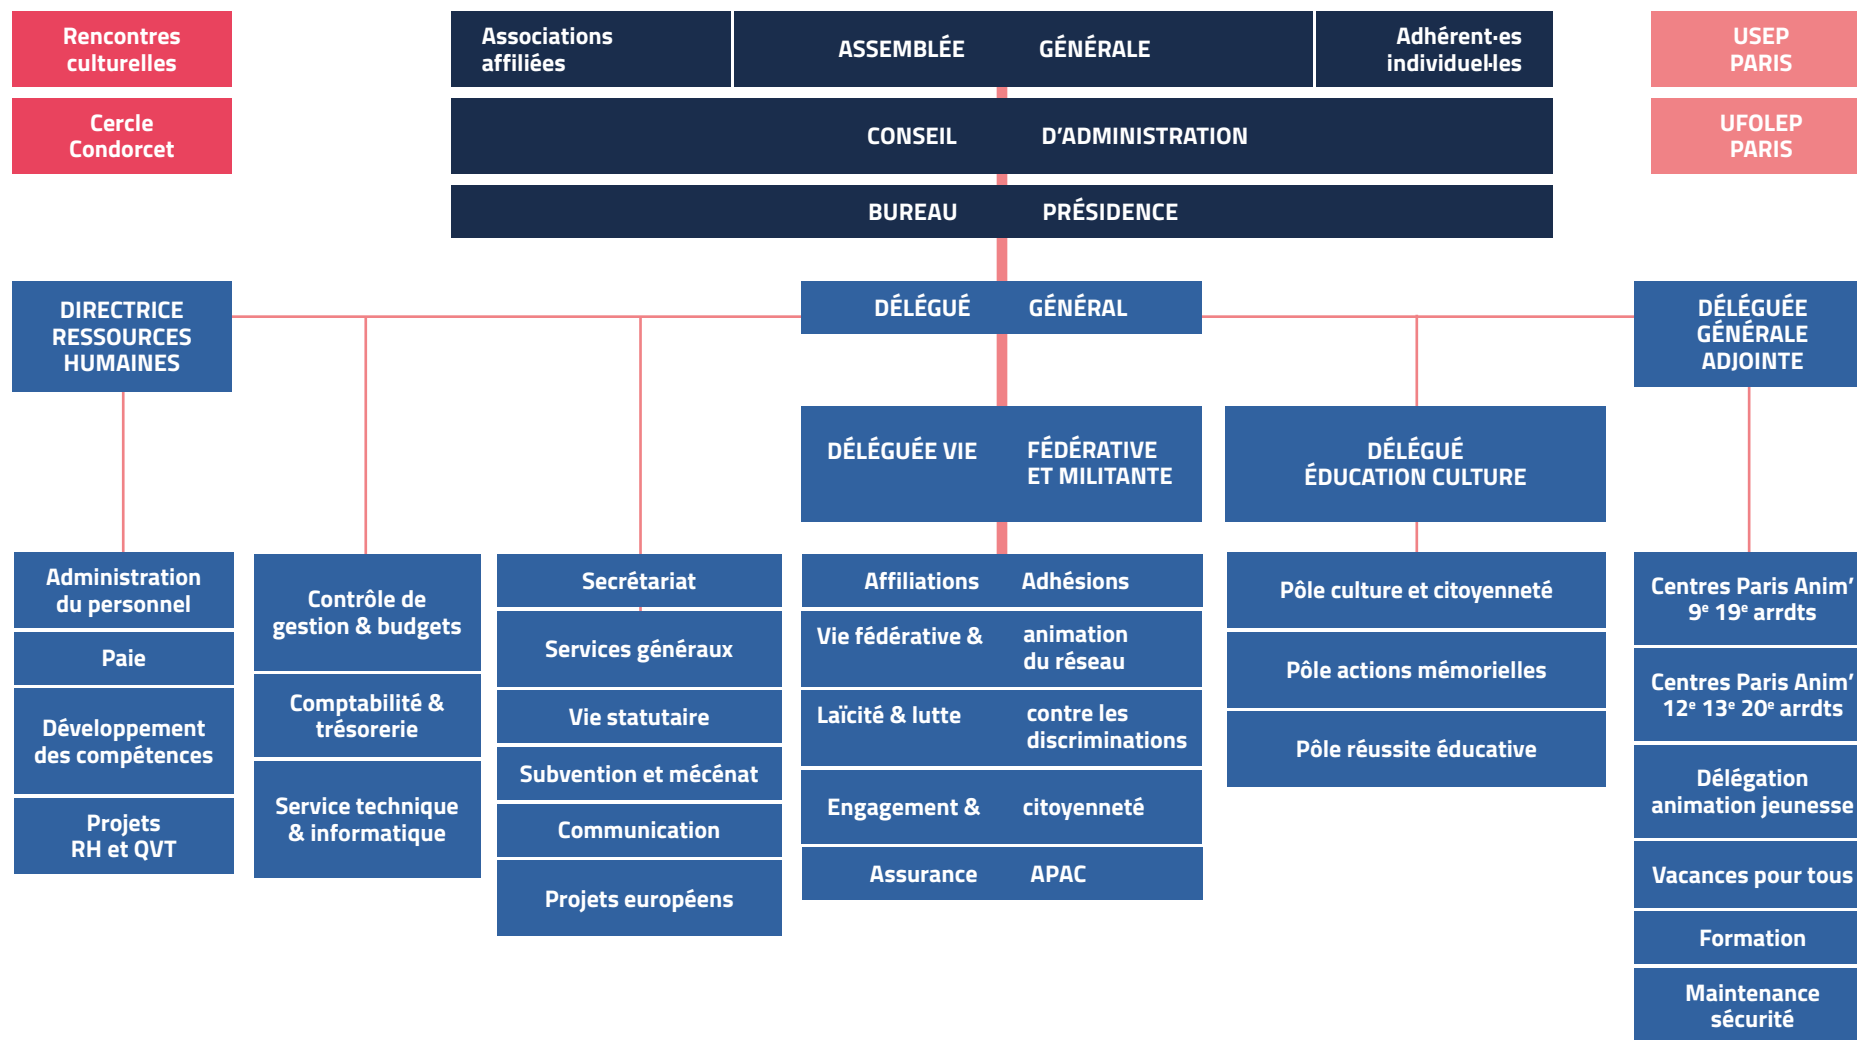 Rencontres
culturelles
Cercle
Condorcet
Associations
affiliées
ASSEMBLÉE GÉNÉRALE
Adhérent·es
individuel·les
CONSEIL D'ADMINISTRATION
BUREAU PRÉSIDENCE
USEP
PARIS
UFOLEP
PARIS
DIRECTRICE
RESSOURCES
HUMAINES
DÉLÉGUÉ GÉNÉRAL
DÉLÉGUÉE
GÉNÉRALE
ADJOINTE
DÉLÉGUÉE VIE FÉDÉRATIVE
ET MILITANTE
DÉLÉGUÉ
ÉDUCATION CULTURE
Administration
du personnel
Paie
Développement
des compétences
Projets
RH et QVT
Contrôle de
gestion & budgets
Comptabilité &
trésorerie
Service technique
& informatique
Secrétariat
Services généraux
Vie statutaire
Subvention et mécénat
Communication
Projets européens
Affiliations Adhésions
Vie fédérative & animation
du réseau
Laïcité & lutte contre les
discriminations
Engagement & citoyenneté
Assurance APAC
Pôle culture et citoyenneté
Pôle actions mémorielles
Pôle réussite éducative
Centres Paris Anim’
9ᵉ 19ᵉ arrdts
Centres Paris Anim’
12ᵉ 13ᵉ 20ᵉ arrdts
Délégation
animation jeunesse
Vacances pour tous
Formation
Maintenance
sécurité